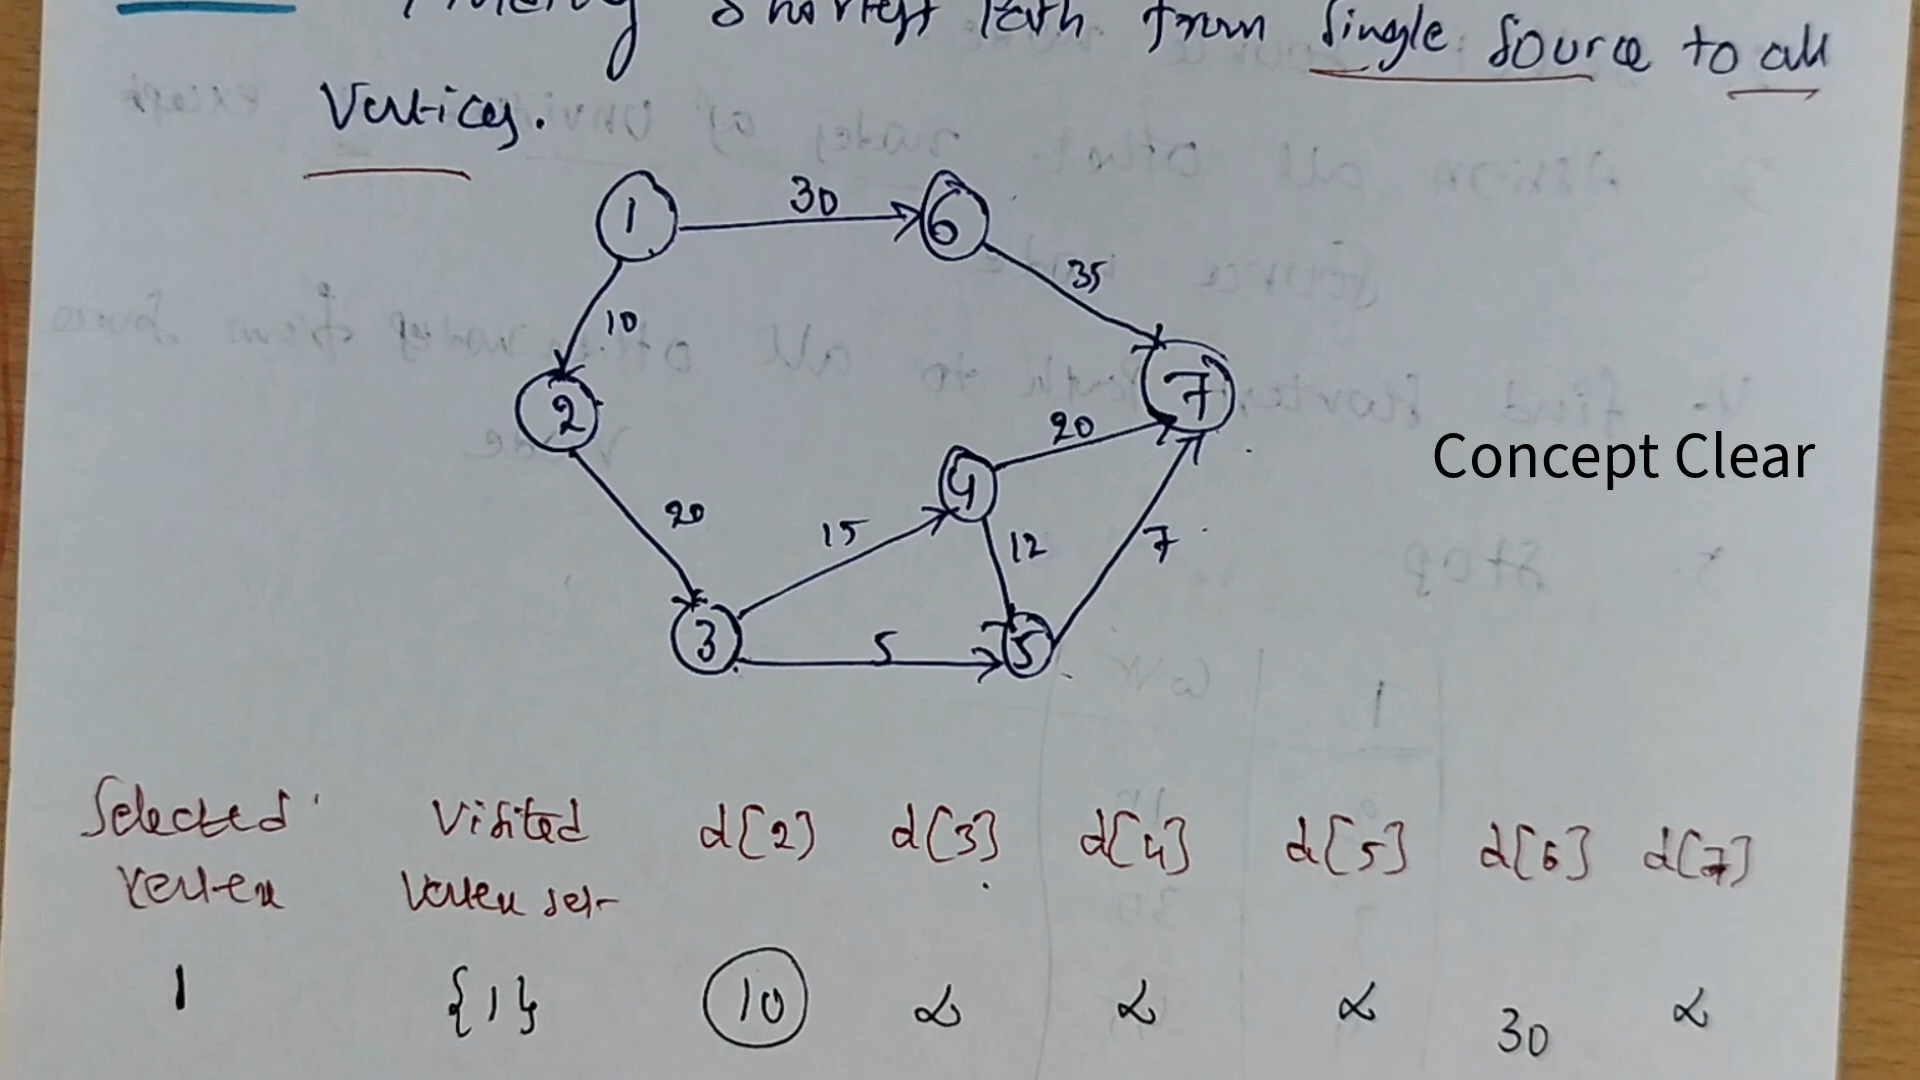 Shortest Path from Single Source to all
Vertices.
1 30 6
35
10
7
2
20
4
20 15 12 7
3 5 5
Concept Clear
Selected Visited d[2] d[3] d[4] d[5] d[6] d[7]
Vertex Vertex set
1 {1} 10 ∝ ∝ ∝ 30 ∝